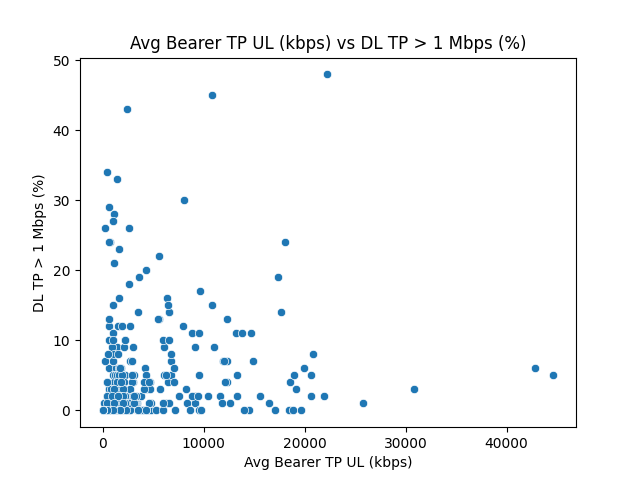 Avg Bearer TP UL (kbps) vs DL TP > 1 Mbps (%)
50
40
30
20
10
0
DL TP > 1 Mbps (%)
0 10000 20000 30000 40000
Avg Bearer TP UL (kbps)